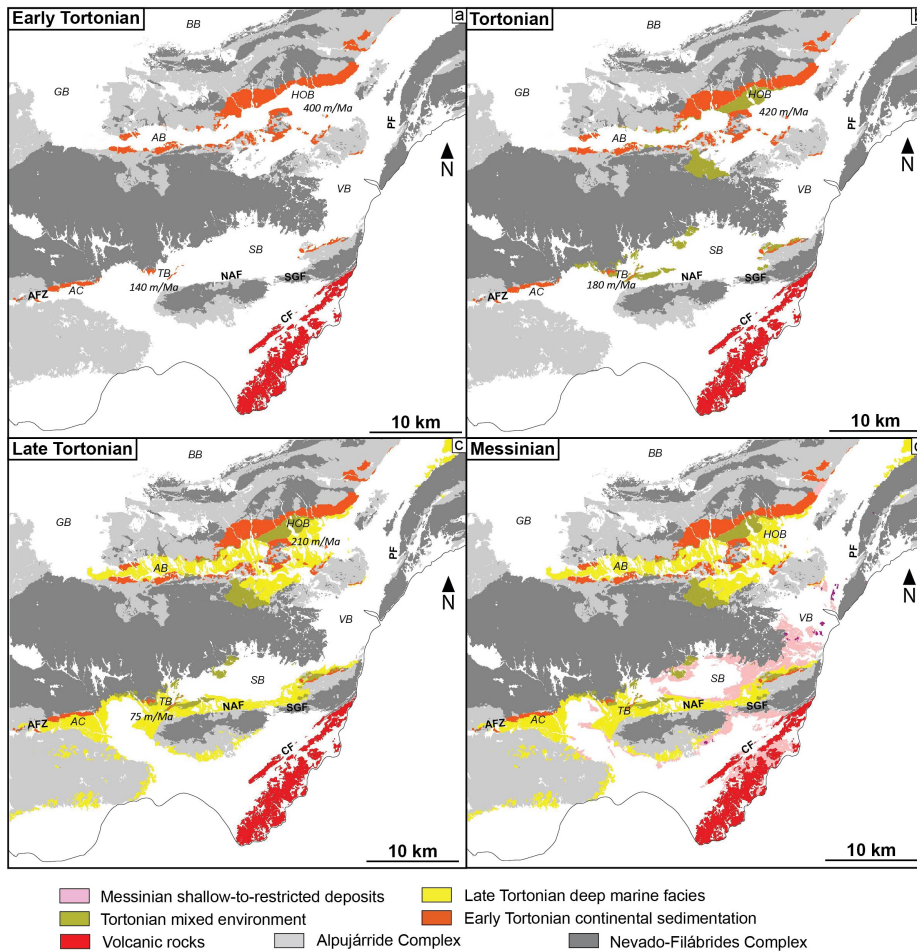 Early Tortonian
a
BB
GB
HOB
400 m/Ma
AB
PF
N
VB
SB
TB
140 m/Ma
NAF
SGF
AFZ
AC
CF
10 km
Tortonian
b
BB
GB
HOB
420 m/Ma
AB
PF
N
VB
SB
TB
180 m/Ma
NAF
SGF
AFZ
AC
CF
10 km
Late Tortonian
c
BB
GB
HOB
210 m/Ma
AB
PF
N
VB
SB
TB
75 m/Ma
NAF
SGF
AFZ
AC
CF
10 km
Messinian
BB
GB
HOB
AB
PF
N
VB
SB
TB
NAF
SGF
AFZ
AC
CF
10 km
Messinian shallow-to-restricted deposits
Late Tortonian deep marine facies
Tortonian mixed environment
Early Tortonian continental sedimentation
Volcanic rocks
Alpujárride Complex
Nevado-Filábrides Complex